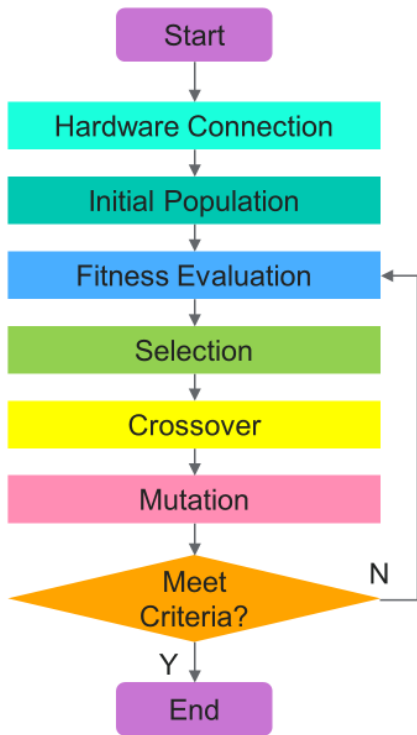 Start
Hardware Connection
Initial Population
Fitness Evaluation
Selection
Crossover
Mutation
Meet
Criteria?
N
Y
End